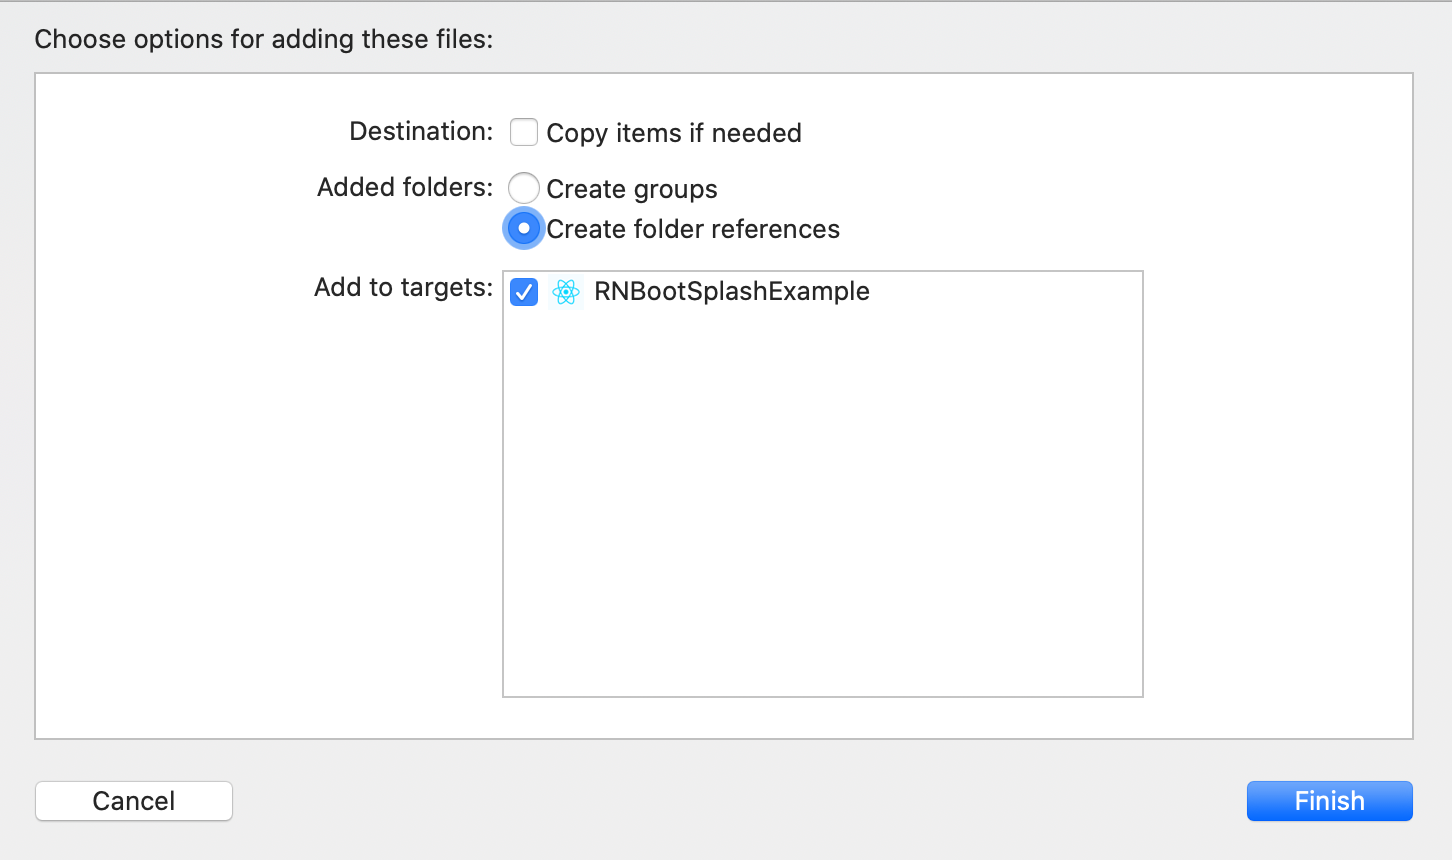 Choose options for adding these files:
Destination: Copy items if needed
Added folders: Create groups
Create folder references
Add to targets: RNBootSplashExample
Cancel Finish